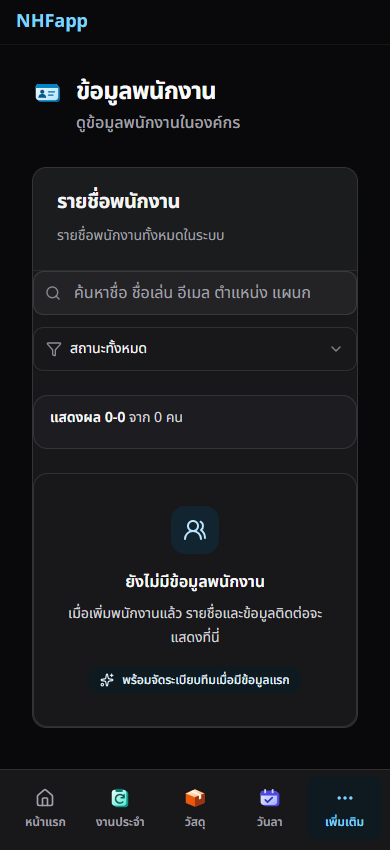 NHFapp
ข้อมูลพนักงาน
ดูข้อมูลพนักงานในองค์กร
รายชื่อพนักงาน
รายชื่อพนักงานทั้งหมดในระบบ
ค้นหาชื่อ ชื่อเล่น อีเมล ตำแหน่ง แผนก
สถานะทั้งหมด
แสดงผล 0-0 จาก 0 คน
ยังไม่มีข้อมูลพนักงาน
เมื่อเพิ่มพนักงานแล้ว รายชื่อและข้อมูลติดต่อจะ
แสดงที่นี่
พร้อมจัดระเบียบทีมเมื่อมีข้อมูลแรก
หน้าแรก
งานประจำ
วัสดุ
วันลา
เพิ่มเติม